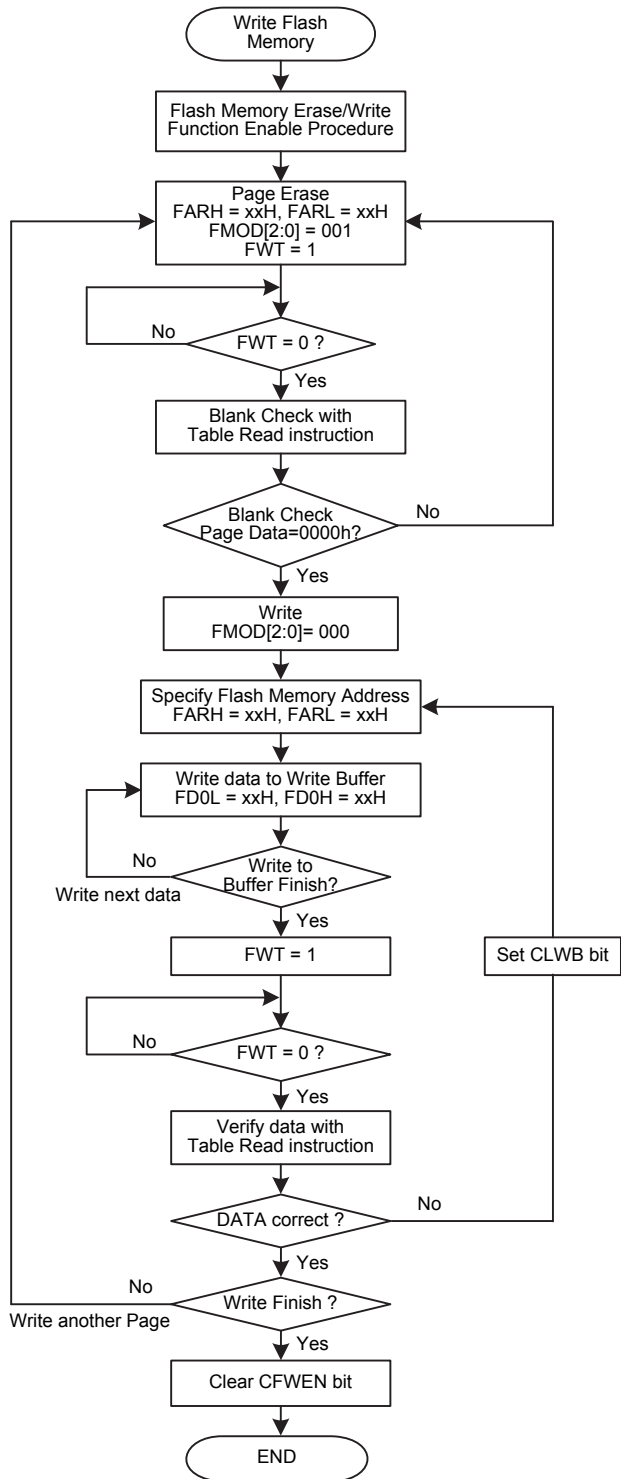 Write Flash
Memory
Flash Memory Erase/Write
Function Enable Procedure
Page Erase
FARH = xxH, FARL = xxH
FMOD[2:0] = 001
FWT = 1
No
FWT = 0 ?
Yes
Blank Check with
Table Read instruction
Blank Check
Page Data=0000h?
No
Yes
Write
FMOD[2:0]= 000
Specify Flash Memory Address
FARH = xxH, FARL = xxH
Write data to Write Buffer
FD0L = xxH, FD0H = xxH
No
Write next data
Write to
Buffer Finish?
Yes
FWT = 1
Set CLWB bit
No
FWT = 0 ?
Yes
Verify data with
Table Read instruction
DATA correct ?
No
Yes
No
Write another Page
Write Finish ?
Yes
Clear CFWEN bit
END